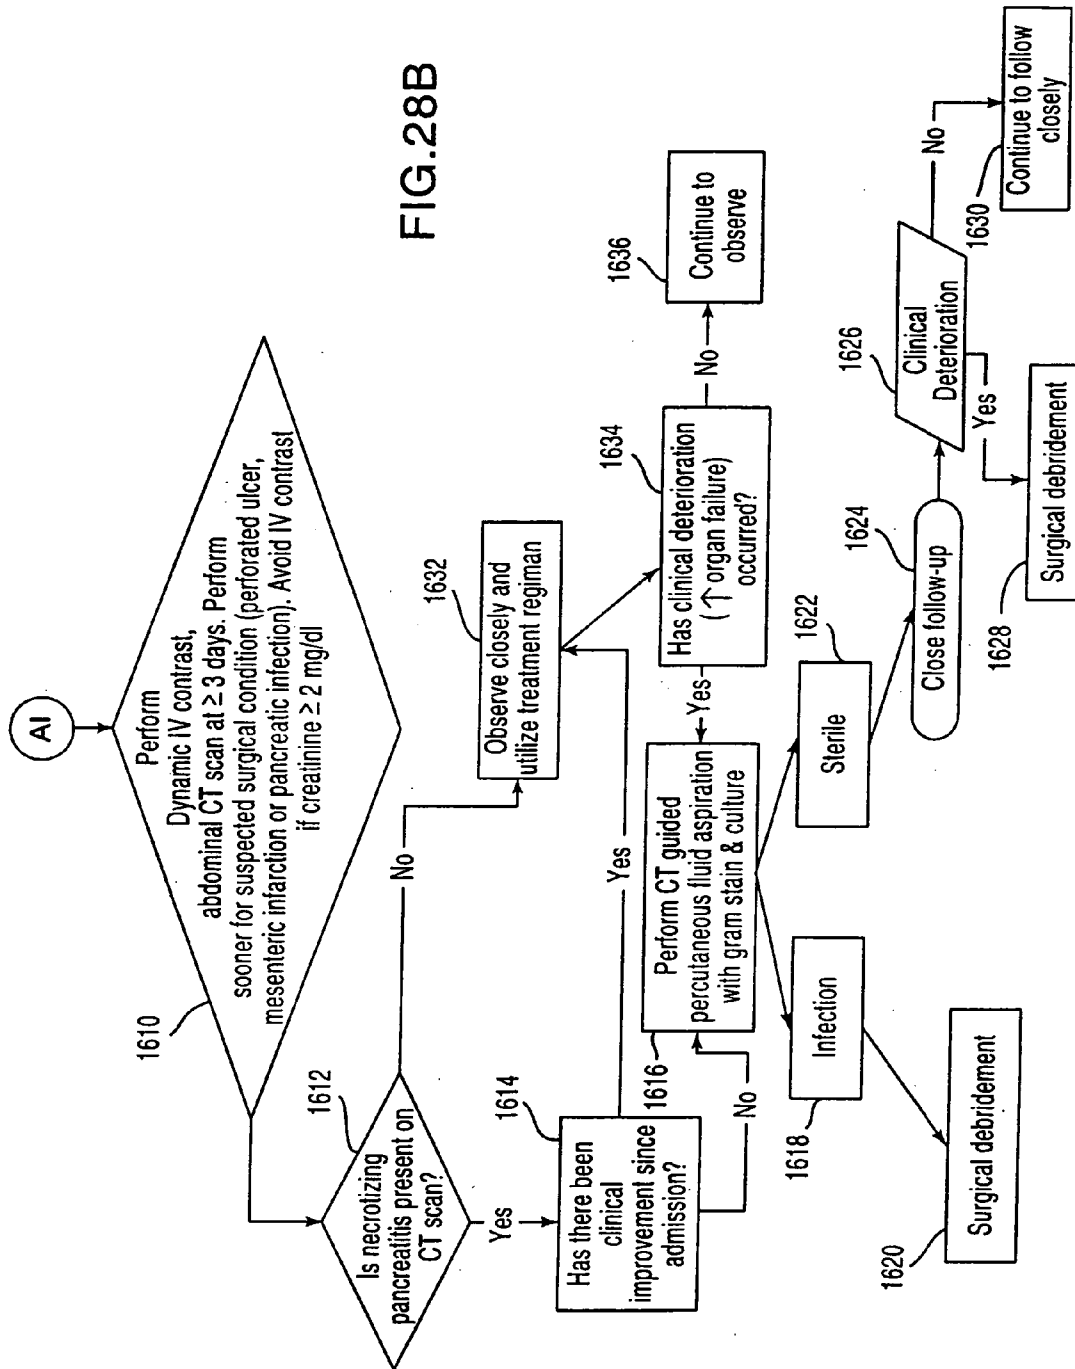 FIG.28B
AI
Perform
Dynamic IV contrast,
abdominal CT scan at ≥ 3 days. Perform
sooner for suspected surgical condition (perforated ulcer,
mesenteric infarction or pancreatic infection). Avoid IV contrast
if creatinine ≥ 2 mg/dl
1610
1612
Is necrotizing
pancreatitis present on
CT scan?
No
Yes
1632
Observe closely and
utilize treatment regiman
1614
Has there been
clinical
improvement since
admission?
Yes
No
1634
Has clinical deterioration
(↑ organ failure)
occurred?
No
1636
Continue to
observe
Yes
1616
Perform CT guided
percutaneous fluid aspiration
with gram stain & culture
1618
Infection
1620
Surgical debridement
1622
Sterile
1624
Close follow-up
1626
Clinical
Deterioration
Yes
1628
Surgical debridement
No
1630
Continue to follow
closely